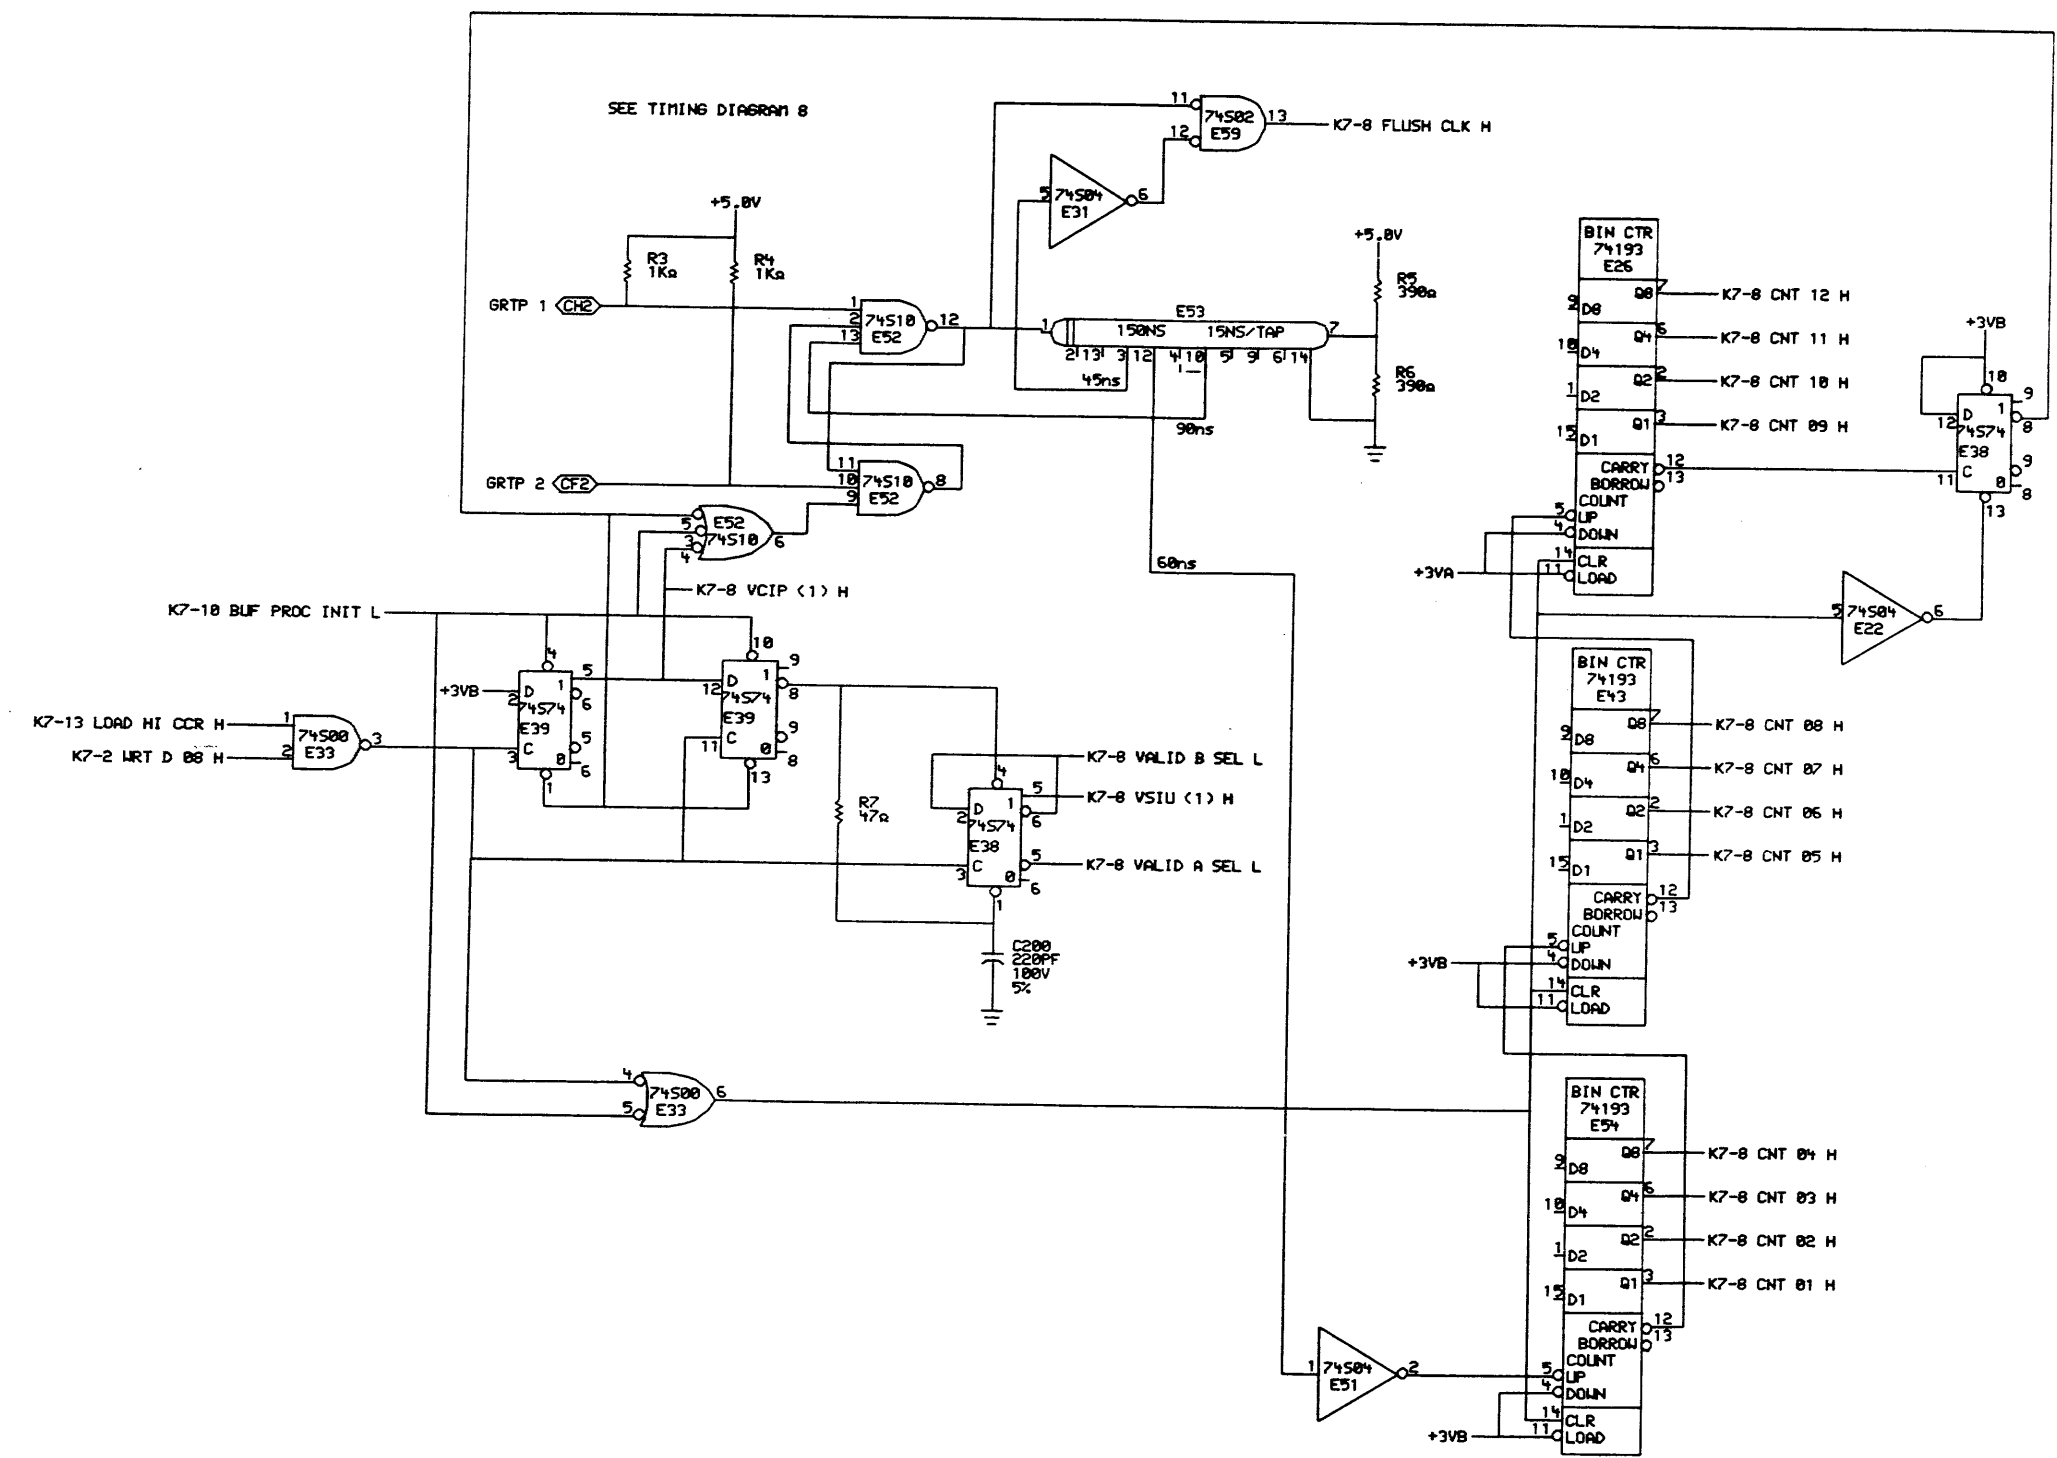 SEE TIMING DIAGRAM 8
11
12
74S02
E59
13
K7-8 FLUSH CLK H
5
74S04
E31
6
+5.0V
R3
1KΩ
R4
1KΩ
GRTP 1
CH2
1
2
13
74S10
E52
12
+5.0V
R5
390Ω
R6
390Ω
E53
1
150NS
15NS/TAP
7
2
13
3
12
4
10
5
9
6
14
45ns
90ns
60ns
GRTP 2
CF2
11
10
9
74S10
E52
8
5
3
4
E52
74S10
6
K7-8 VCIP (1) H
K7-10 BUF PROC INIT L
+3VB
K7-13 LOAD HI CCR H
K7-2 WRT D 08 H
1
2
74S00
E33
3
4
2
D
1
5
6
74S74
E39
C
3
0
5
6
1
10
12
D
1
9
8
74S74
E39
C
11
0
9
8
13
R7
47Ω
4
2
D
1
5
6
74S74
E38
C
3
0
5
6
1
K7-8 VALID B SEL L
K7-8 VSIU (1) H
K7-8 VALID A SEL L
C200
220PF
100V
5%
4
5
74S00
E33
6
1
74S04
E51
2
BIN CTR
74193
E26
9
D8
Q8
7
K7-8 CNT 12 H
10
D4
Q4
6
K7-8 CNT 11 H
1
D2
Q2
2
K7-8 CNT 10 H
15
D1
Q1
3
K7-8 CNT 09 H
CARRY
12
BORROW
13
COUNT
5
UP
4
DOWN
14
CLR
11
LOAD
+3VA
+3VB
10
12
D
1
9
8
74S74
E38
C
11
0
9
8
13
5
74S04
E22
6
BIN CTR
74193
E43
9
D8
Q8
7
K7-8 CNT 08 H
10
D4
Q4
6
K7-8 CNT 07 H
1
D2
Q2
2
K7-8 CNT 06 H
15
D1
Q1
3
K7-8 CNT 05 H
CARRY
12
BORROW
13
COUNT
5
UP
4
DOWN
14
CLR
11
LOAD
+3VB
BIN CTR
74193
E54
9
D8
Q8
7
K7-8 CNT 04 H
10
D4
Q4
6
K7-8 CNT 03 H
1
D2
Q2
2
K7-8 CNT 02 H
15
D1
Q1
3
K7-8 CNT 01 H
CARRY
12
BORROW
13
COUNT
5
UP
4
DOWN
14
CLR
11
LOAD
+3VB